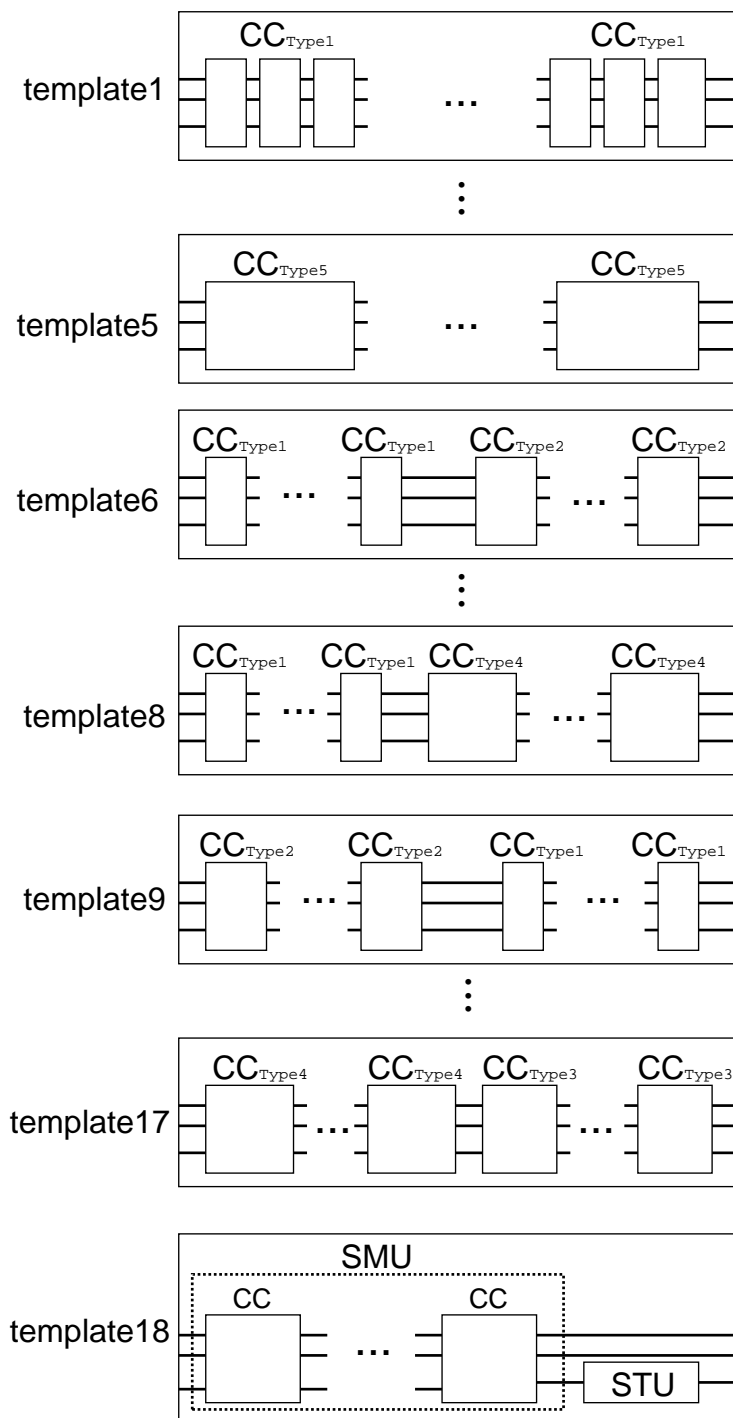 CCType1 CCType1
template1 ...
⋮
CCType5 CCType5
template5 ...
CCType1 CCType1 CCType2 CCType2
template6 ... ...
⋮
CCType1 CCType1 CCType4 CCType4
template8 ... ...
CCType2 CCType2 CCType1 CCType1
template9 ... ...
⋮
CCType4 CCType4 CCType3 CCType3
template17 ... ...
SMU
CC CC
template18 ...
STU